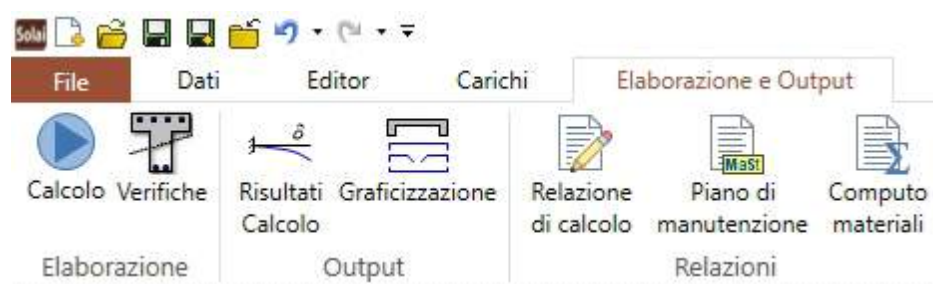 Solai
File Dati Editor Carichi Elaborazione e Output
δ
MaSt
Calcolo Verifiche Risultati Calcolo Graficizzazione Relazione di calcolo Piano di manutenzione Computo materiali
Elaborazione Output Relazioni